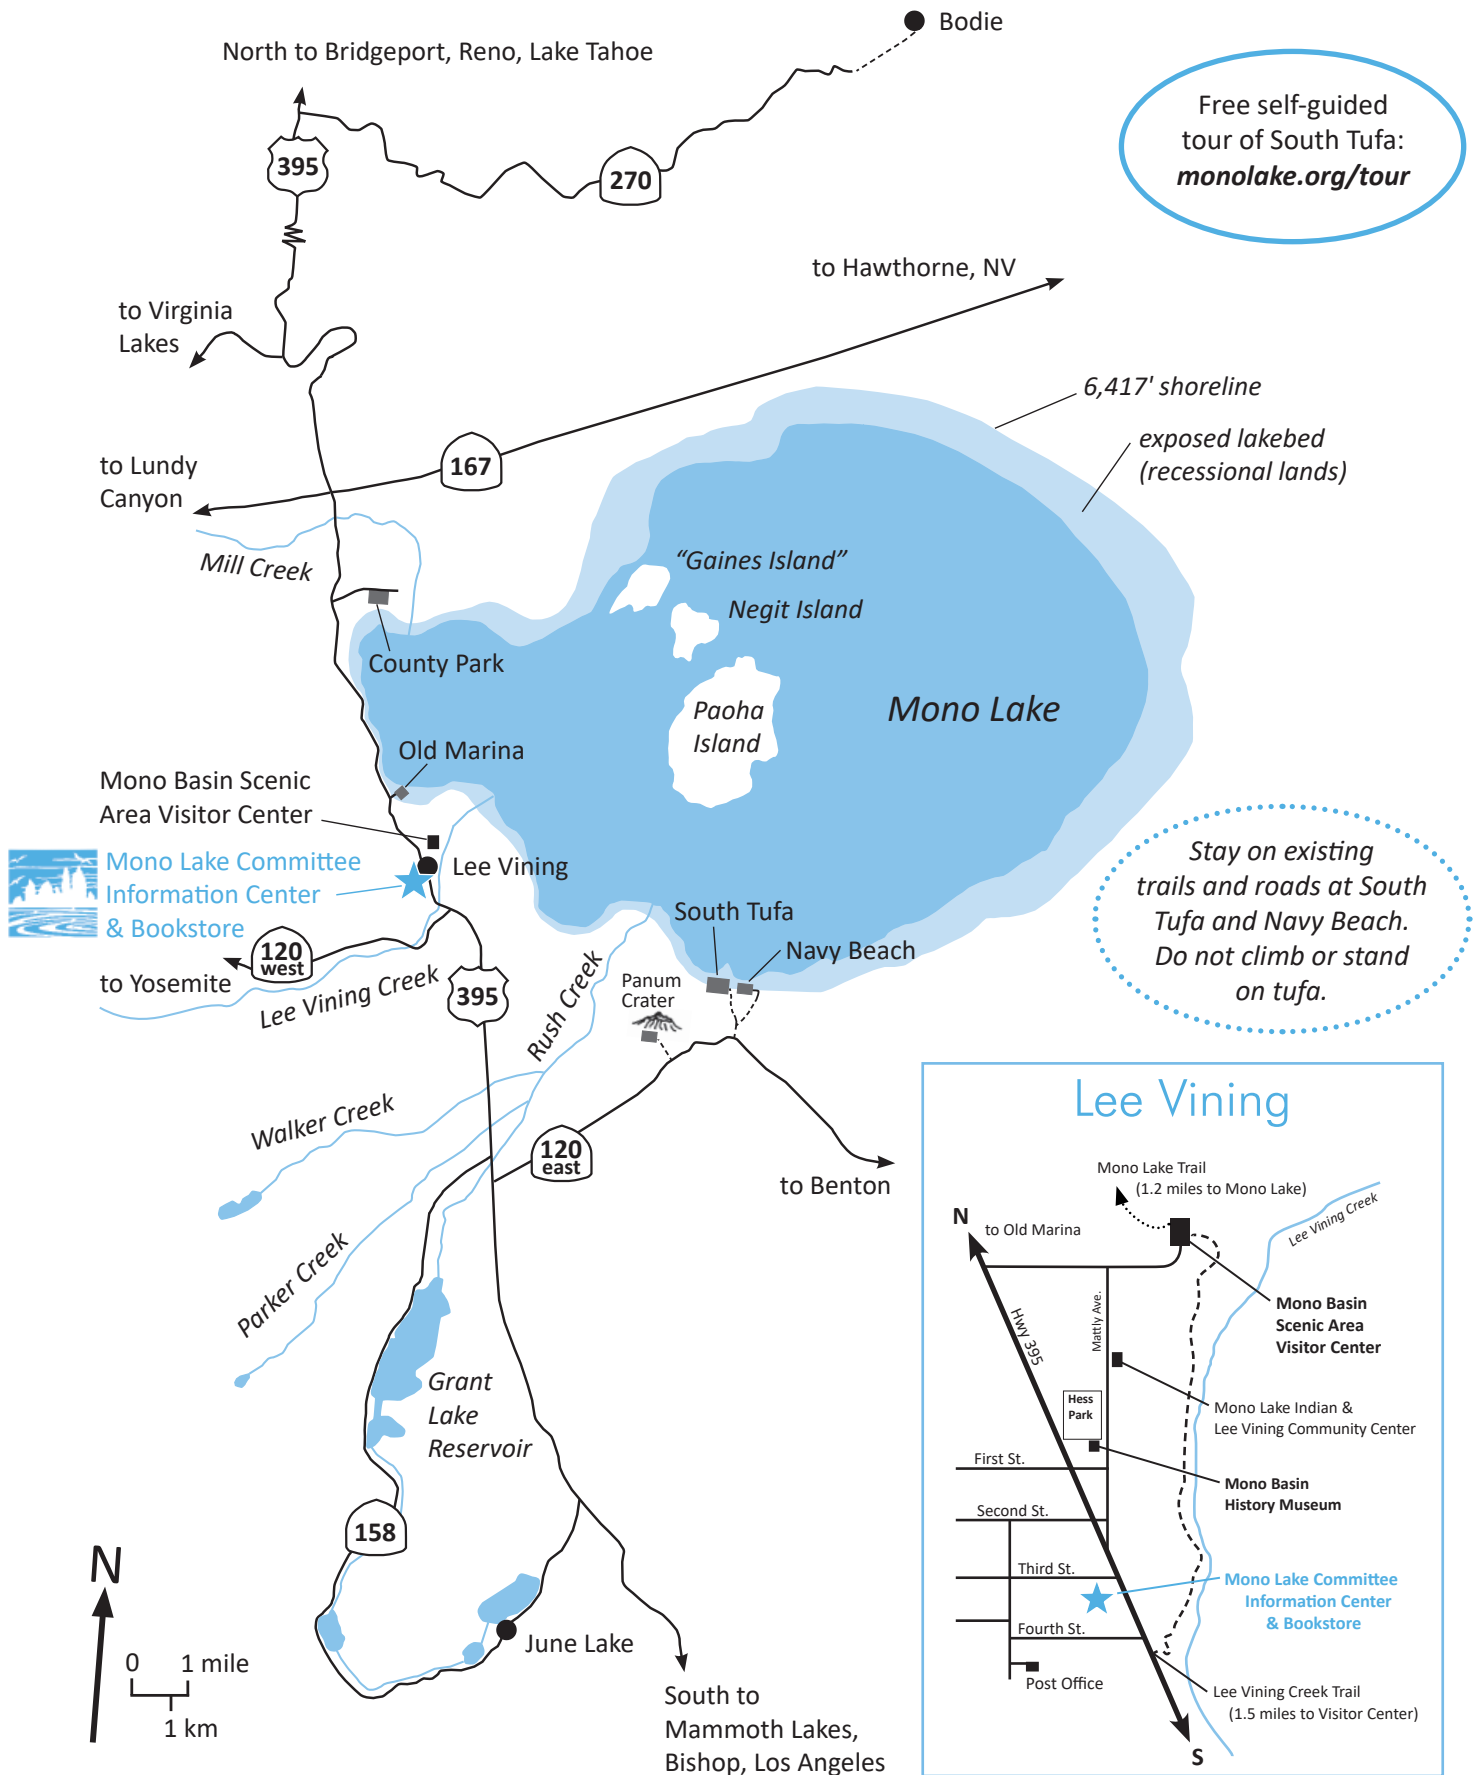 Bodie
North to Bridgeport, Reno, Lake Tahoe
Free self-guided
tour of South Tufa:
monolake.org/tour
395
270
to Hawthorne, NV
to Virginia
Lakes
6,417' shoreline
exposed lakebed
(recessional lands)
167
to Lundy
Canyon
Mill Creek
"Gaines Island"
Negit Island
County Park
Paoha
Island
Mono Lake
Old Marina
Mono Basin Scenic
Area Visitor Center
Mono Lake Committee
Information Center
& Bookstore
Lee Vining
Stay on existing
trails and roads at South
Tufa and Navy Beach.
Do not climb or stand
on tufa.
South Tufa
Navy Beach
120
west
to Yosemite
Lee Vining Creek
395
Rush Creek
Panum
Crater
Walker Creek
120
east
to Benton
Parker Creek
Grant
Lake
Reservoir
158
June Lake
N
0 1 mile
1 km
South to
Mammoth Lakes,
Bishop, Los Angeles
Lee Vining
Mono Lake Trail
(1.2 miles to Mono Lake)
N
to Old Marina
Lee Vining Creek
Mattly Ave.
Hwy 395
Mono Basin
Scenic Area
Visitor Center
Hess
Park
Mono Lake Indian &
Lee Vining Community Center
First St.
Mono Basin
History Museum
Second St.
Third St.
Mono Lake Committee
Information Center
& Bookstore
Fourth St.
Post Office
Lee Vining Creek Trail
(1.5 miles to Visitor Center)
S